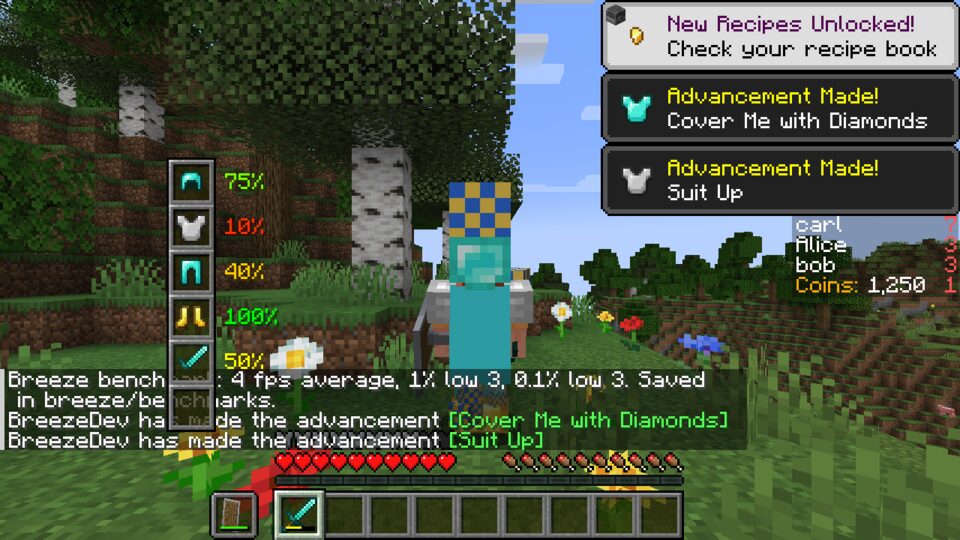 New Recipes Unlocked!
Check your recipe book
Advancement Made!
Cover Me with Diamonds
Advancement Made!
Suit Up
75%
10%
40%
100%
50%
carl 7
Alice 3
bob 3
Coins: 1,250 1
Breeze bench : 4 fps average, 1% low 3, 0.1% low 3. Saved
in breeze/benchmarks.
BreezeDev has made the advancement [Cover Me with Diamonds]
BreezeDev has made the advancement [Suit Up]